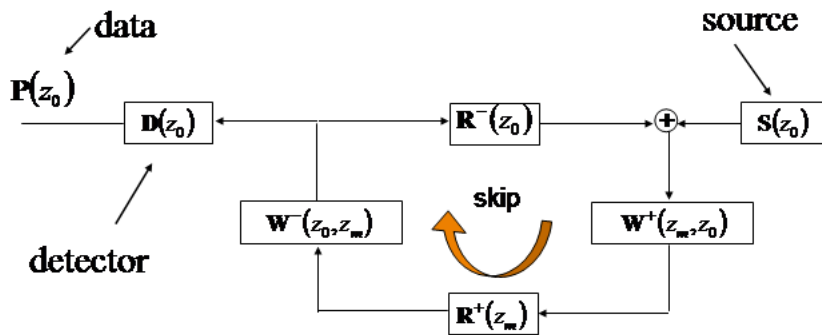 data
source
P(z₀)
D(z₀)
R⁻(z₀)
+
S(z₀)
skip
W⁻(z₀,zₘ)
W⁺(zₘ,z₀)
detector
R⁺(zₘ)